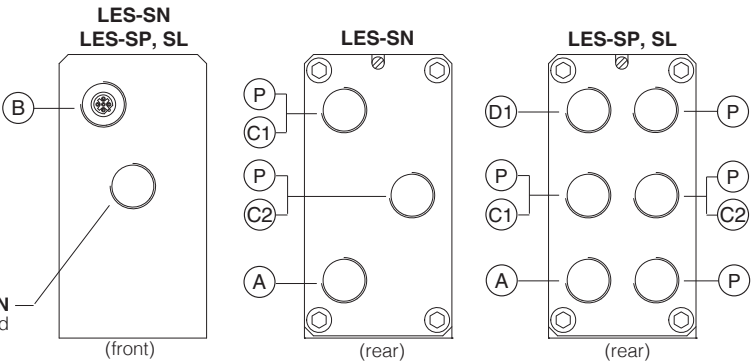 LES-SN
LES-SP, SL
B
N
d
(front)
LES-SN
P
C1
P
C2
A
(rear)
LES-SP, SL
D1
P
P
C1
P
C2
A
P
(rear)